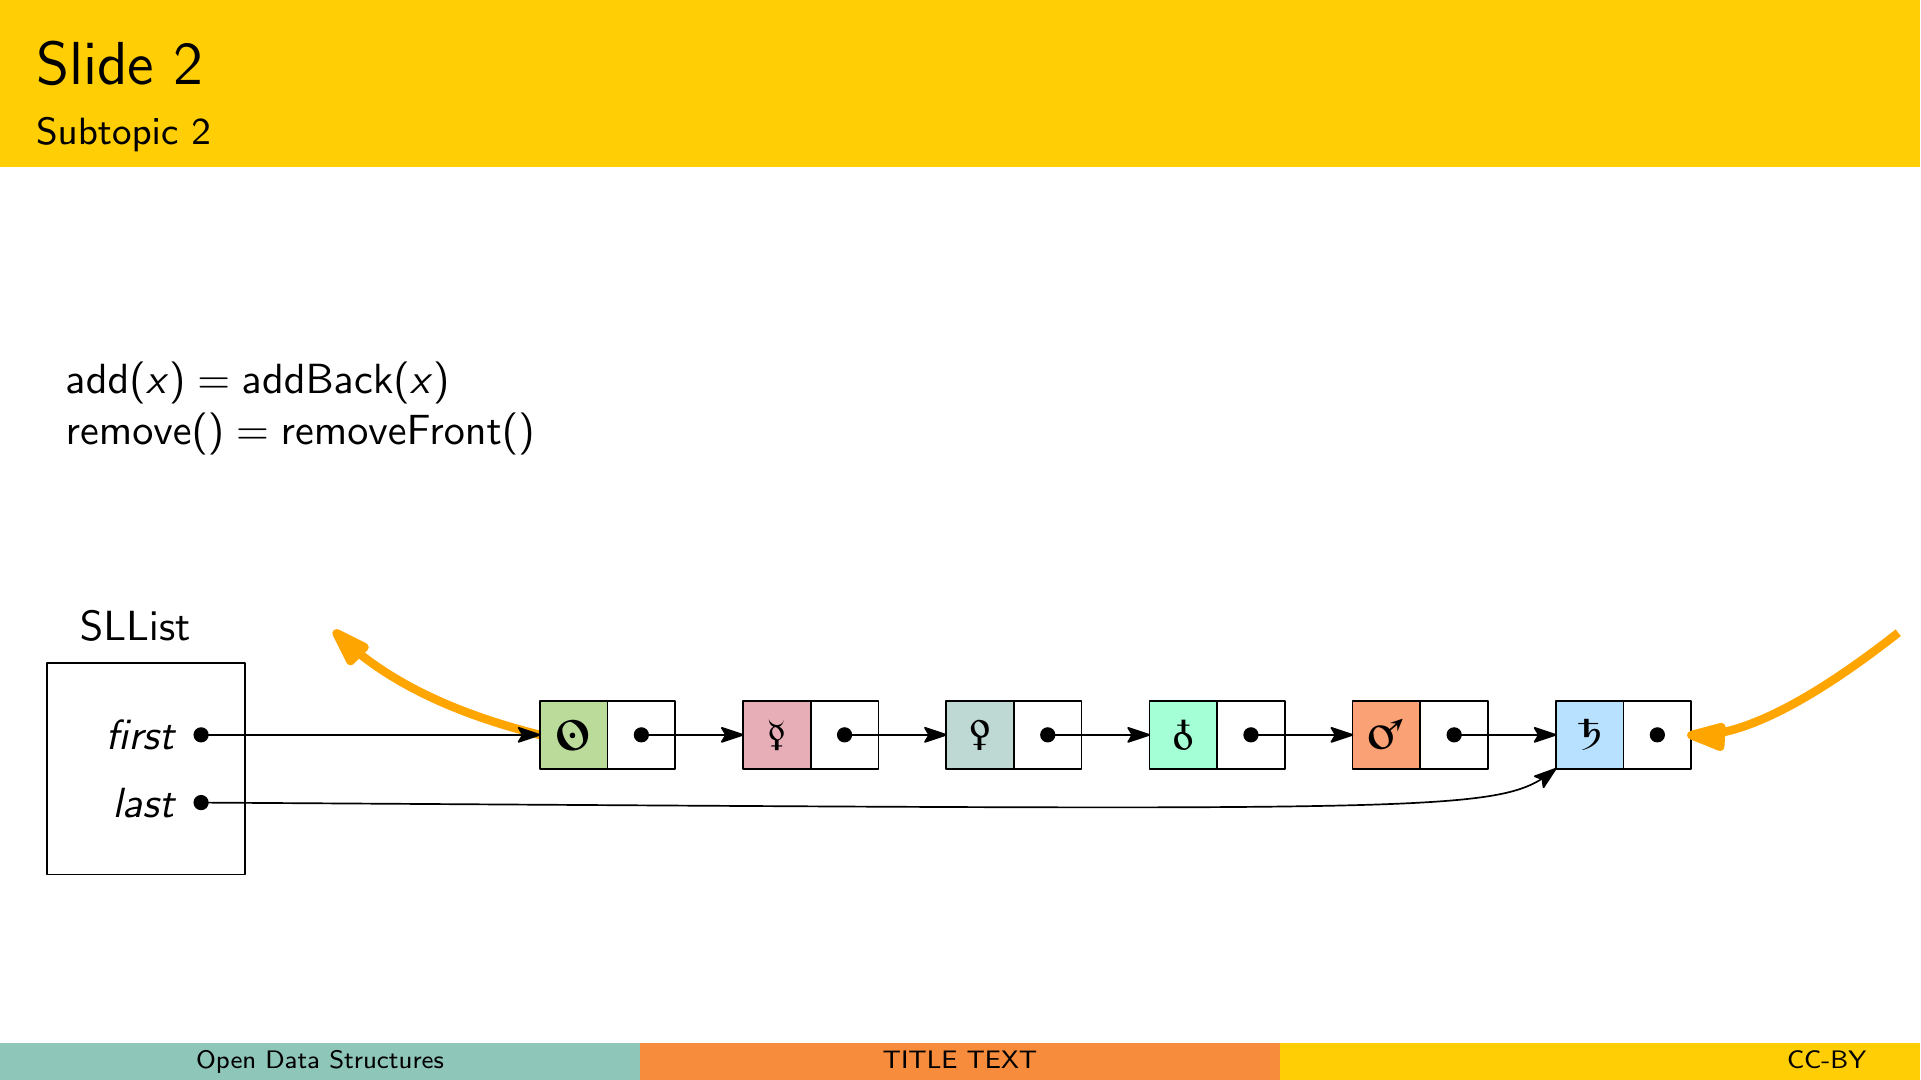 Slide 2
Subtopic 2
add(x) = addBack(x)
remove() = removeFront()
SLList
first
☉ ☿ ♀ ♁ ♂ ♄
last
Open Data Structures
TITLE TEXT
CC-BY